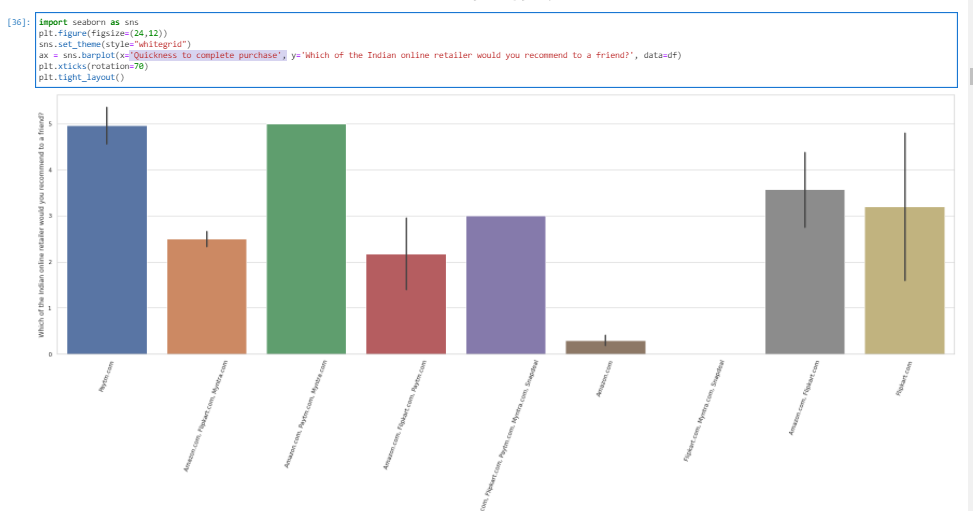 [36]:
import seaborn as sns
plt.figure(figsize=(24,12))
sns.set_theme(style="whitegrid")
ax = sns.barplot(x='Quickness to complete purchase', y='Which of the Indian online retailer would you recommend to a friend?', data=df)
plt.xticks(rotation=70)
plt.tight_layout()
Which of the Indian online retailer would you recommend to a friend?
5
4
3
2
1
0
Paytm.com
Amazon.com, Flipkart.com, Myntra.com
Amazon.com, Paytm.com, Myntra.com
Amazon.com, Flipkart.com, Paytm.com
com, Flipkart.com, Paytm.com, Myntra.com, Snapdeal
Amazon.com
Flipkart.com, Myntra.com, Snapdeal
Amazon.com, Flipkart.com
Flipkart.com